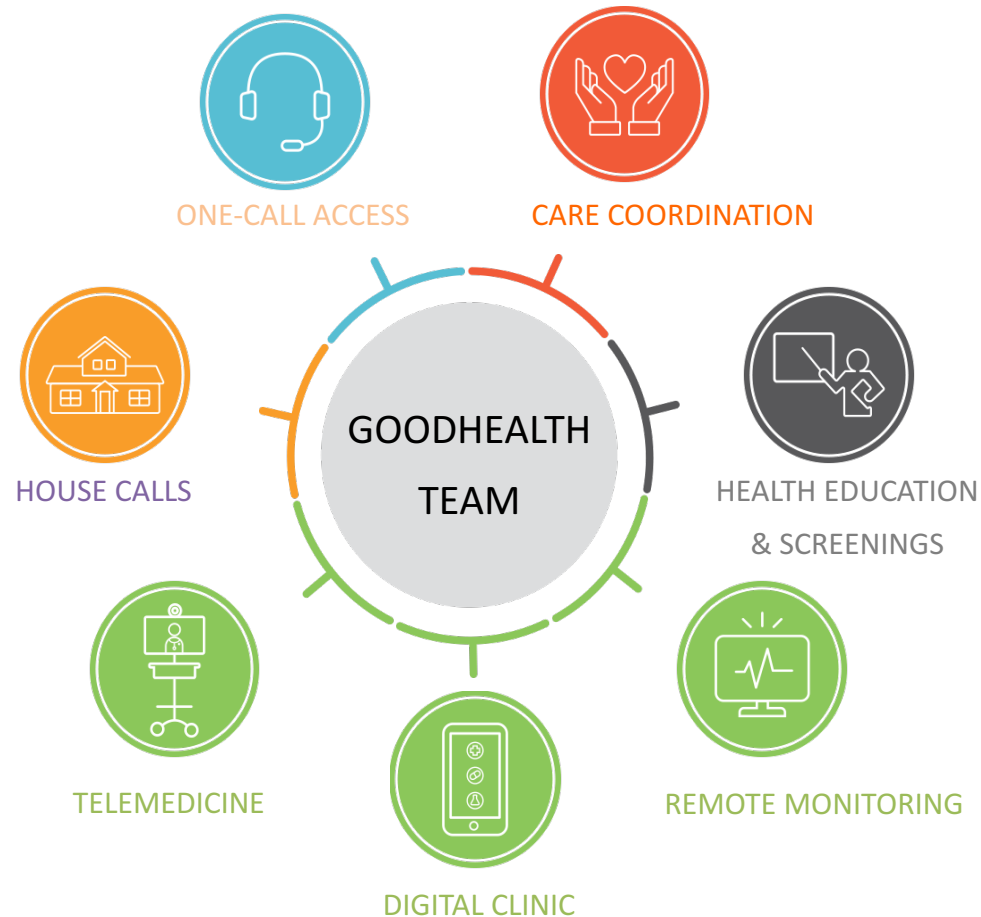 ONE-CALL ACCESS
CARE COORDINATION
GOODHEALTH
TEAM
HOUSE CALLS
HEALTH EDUCATION
& SCREENINGS
TELEMEDICINE
REMOTE MONITORING
DIGITAL CLINIC